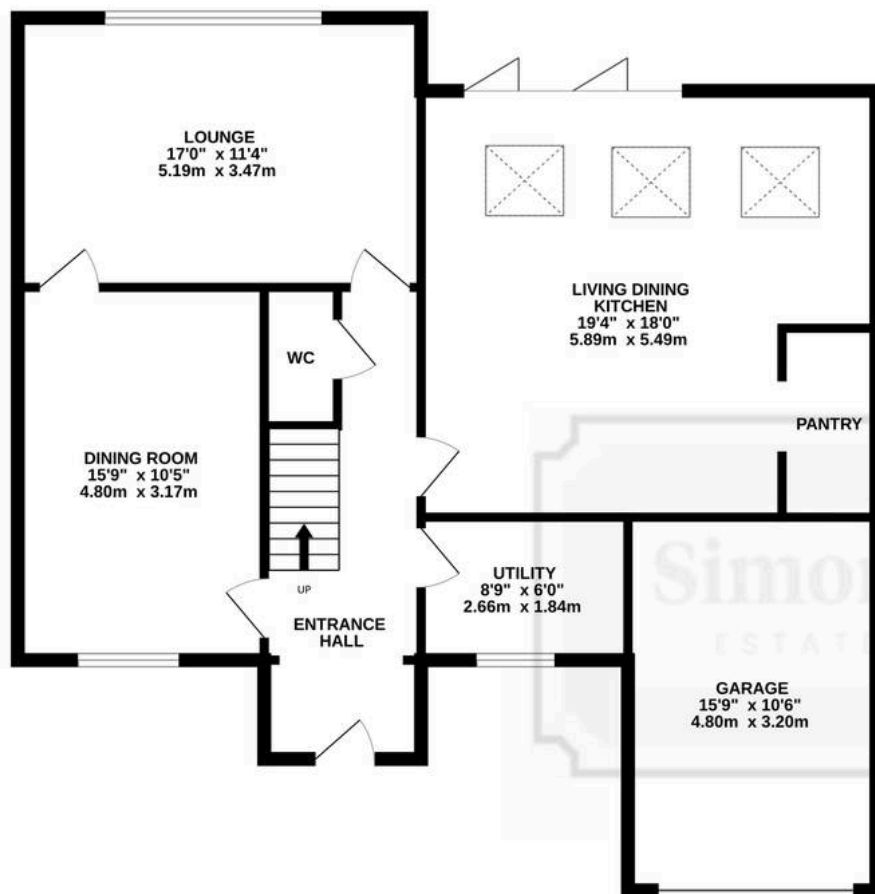 LOUNGE
17'0" x 11'4"
5.19m x 3.47m
LIVING DINING
KITCHEN
19'4" x 18'0"
5.89m x 5.49m
WC
PANTRY
DINING ROOM
15'9" x 10'5"
4.80m x 3.17m
UP
ENTRANCE
HALL
UTILITY
8'9" x 6'0"
2.66m x 1.84m
GARAGE
15'9" x 10'6"
4.80m x 3.20m